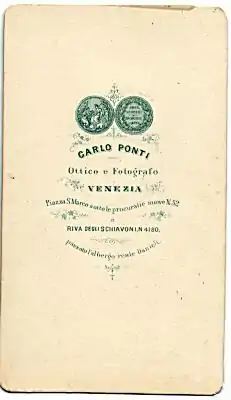 CARLO PONTI
Ottico e Fotografo
VENEZIA
Piazza S. Marco sotto le procuratie nuove N. 52
e
RIVA DEGLI SCHIAVONI, N 4180.
passato l'albergo reale Danieli.